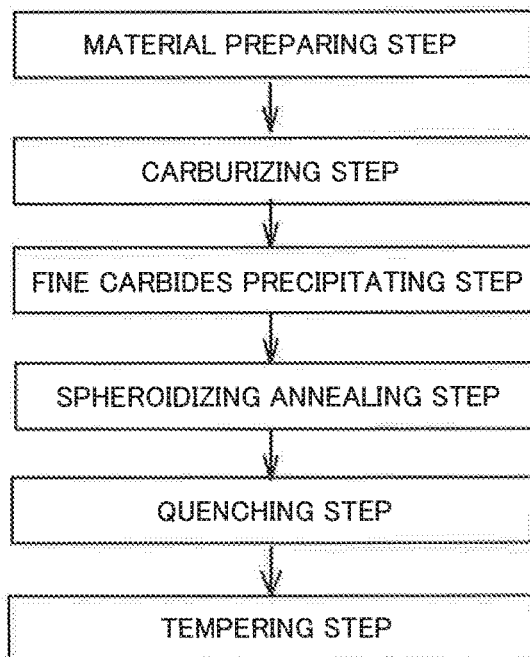 MATERIAL PREPARING STEP
CARBURIZING STEP
FINE CARBIDES PRECIPITATING STEP
SPHEROIDIZING ANNEALING STEP
QUENCHING STEP
TEMPERING STEP